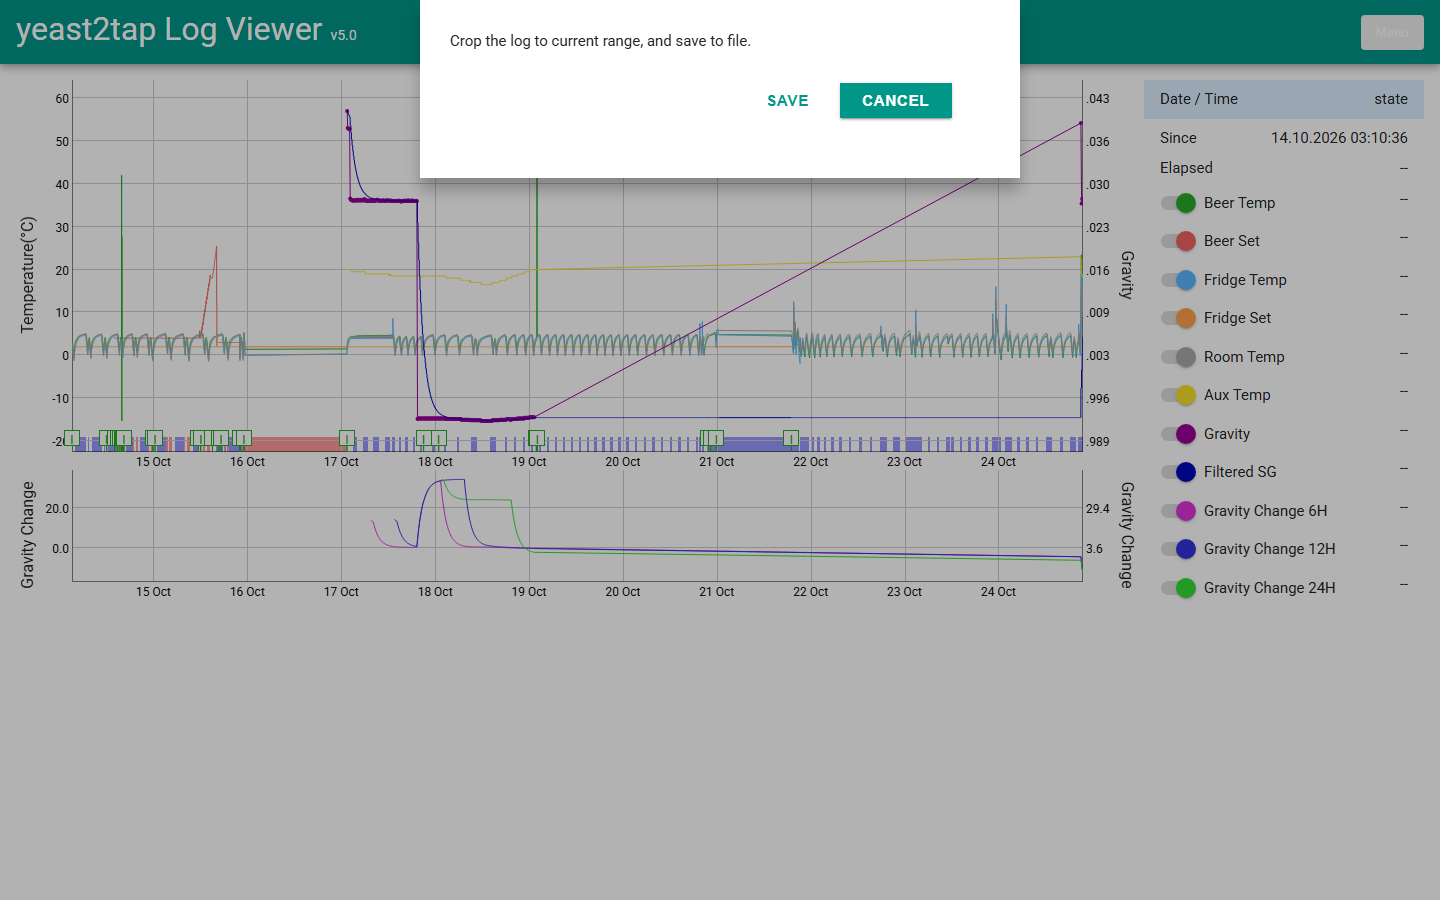 yeast2tap Log Viewer v5.0
Menu
Crop the log to current range, and save to file.
SAVE
CANCEL
Temperature(°C)
60
50
40
30
20
10
0
-10
Gravity
.043
.036
.030
.023
.016
.009
.003
.996
.989
15 Oct
16 Oct
17 Oct
18 Oct
19 Oct
20 Oct
21 Oct
22 Oct
23 Oct
24 Oct
Gravity Change
20.0
0.0
Gravity Change
29.4
3.6
15 Oct
16 Oct
17 Oct
18 Oct
19 Oct
20 Oct
21 Oct
22 Oct
23 Oct
24 Oct
Date / Time state
Since 14.10.2026 03:10:36
Elapsed --
Beer Temp --
Beer Set --
Fridge Temp --
Fridge Set --
Room Temp --
Aux Temp --
Gravity --
Filtered SG --
Gravity Change 6H --
Gravity Change 12H --
Gravity Change 24H --